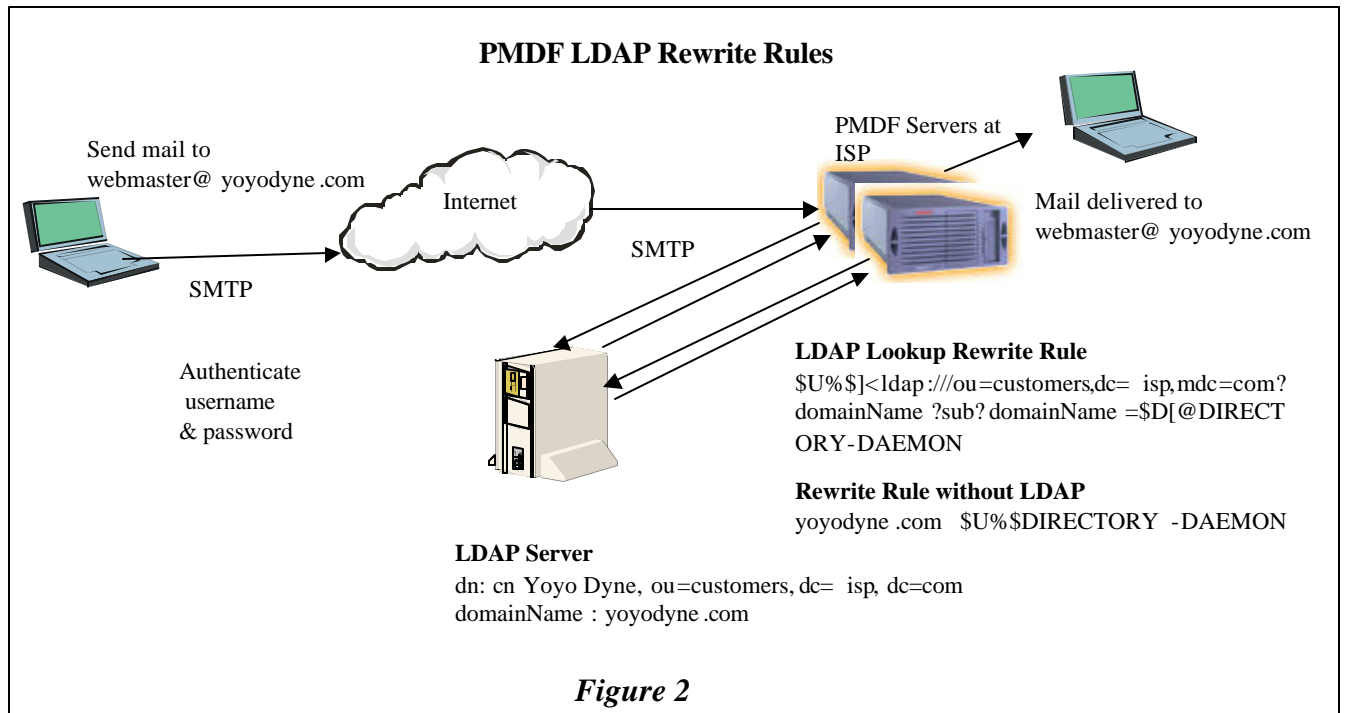 PMDF LDAP Rewrite Rules
Send mail to
webmaster@ yoyodyne .com
SMTP
Internet
SMTP
PMDF Servers at
ISP
Mail delivered to
webmaster@ yoyodyne.com
Authenticate
username
& password
LDAP Lookup Rewrite Rule
$U%$]<ldap:///ou=customers,dc= isp,mdc=com?
domainName ?sub? domainName =$D[@DIRECT
ORY-DAEMON
Rewrite Rule without LDAP
yoyodyne .com $U%$DIRECTORY -DAEMON
LDAP Server
dn: cn Yoyo Dyne, ou=customers, dc= isp, dc=com
domainName : yoyodyne .com
Figure 2